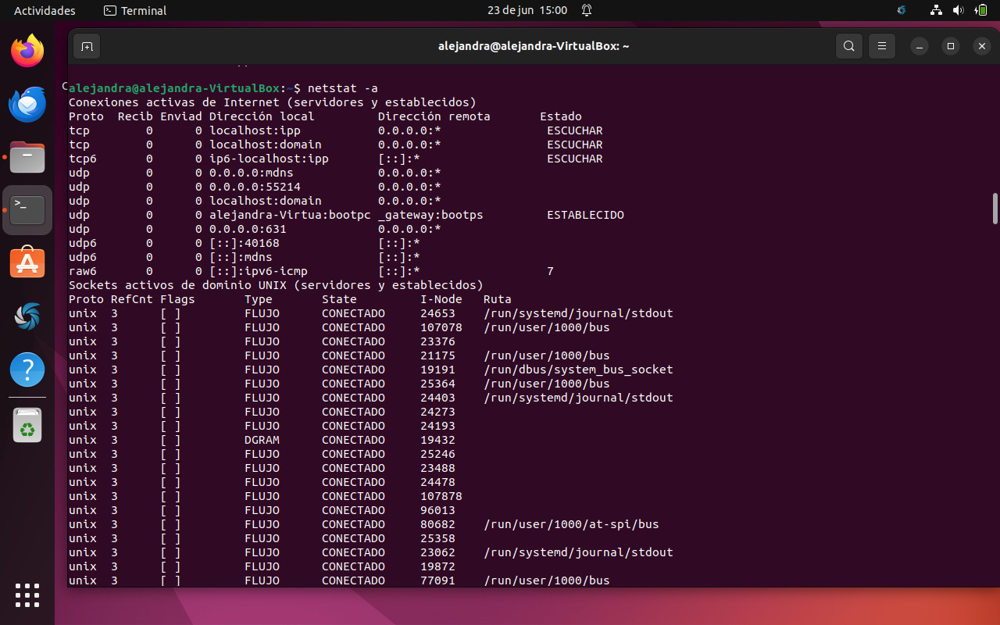 Actividades Terminal 23 de jun 15:00
alejandra@alejandra-VirtualBox: ~
alejandra@alejandra-VirtualBox:~$ netstat -a
Conexiones activas de Internet (servidores y establecidos)
Proto Recib Enviad Dirección local Dirección remota Estado
tcp 0 0 localhost:ipp 0.0.0.0:* ESCUCHAR
tcp 0 0 localhost:domain 0.0.0.0:* ESCUCHAR
tcp6 0 0 ip6-localhost:ipp [::]:* ESCUCHAR
udp 0 0 0.0.0.0:mdns 0.0.0.0:*
udp 0 0 0.0.0.0:55214 0.0.0.0:*
udp 0 0 localhost:domain 0.0.0.0:*
udp 0 0 alejandra-Virtua:bootpc _gateway:bootps ESTABLECIDO
udp 0 0 0.0.0.0:631 0.0.0.0:*
udp6 0 0 [::]:40168 [::]:*
udp6 0 0 [::]:mdns [::]:*
raw6 0 0 [::]:ipv6-icmp [::]:* 7
Sockets activos de dominio UNIX (servidores y establecidos)
Proto RefCnt Flags Type State I-Node Ruta
unix 3 [ ] FLUJO CONECTADO 24653 /run/systemd/journal/stdout
unix 3 [ ] FLUJO CONECTADO 107078 /run/user/1000/bus
unix 3 [ ] FLUJO CONECTADO 23376
unix 3 [ ] FLUJO CONECTADO 21175 /run/user/1000/bus
unix 3 [ ] FLUJO CONECTADO 19191 /run/dbus/system_bus_socket
unix 3 [ ] FLUJO CONECTADO 25364 /run/user/1000/bus
unix 3 [ ] FLUJO CONECTADO 24403 /run/systemd/journal/stdout
unix 3 [ ] FLUJO CONECTADO 24273
unix 3 [ ] FLUJO CONECTADO 24193
unix 3 [ ] DGRAM CONECTADO 19432
unix 3 [ ] FLUJO CONECTADO 25246
unix 3 [ ] FLUJO CONECTADO 23488
unix 3 [ ] FLUJO CONECTADO 24478
unix 3 [ ] FLUJO CONECTADO 107878
unix 3 [ ] FLUJO CONECTADO 96013
unix 3 [ ] FLUJO CONECTADO 80682 /run/user/1000/at-spi/bus
unix 3 [ ] FLUJO CONECTADO 25358
unix 3 [ ] FLUJO CONECTADO 23062 /run/systemd/journal/stdout
unix 3 [ ] FLUJO CONECTADO 19872
unix 3 [ ] FLUJO CONECTADO 77091 /run/user/1000/bus